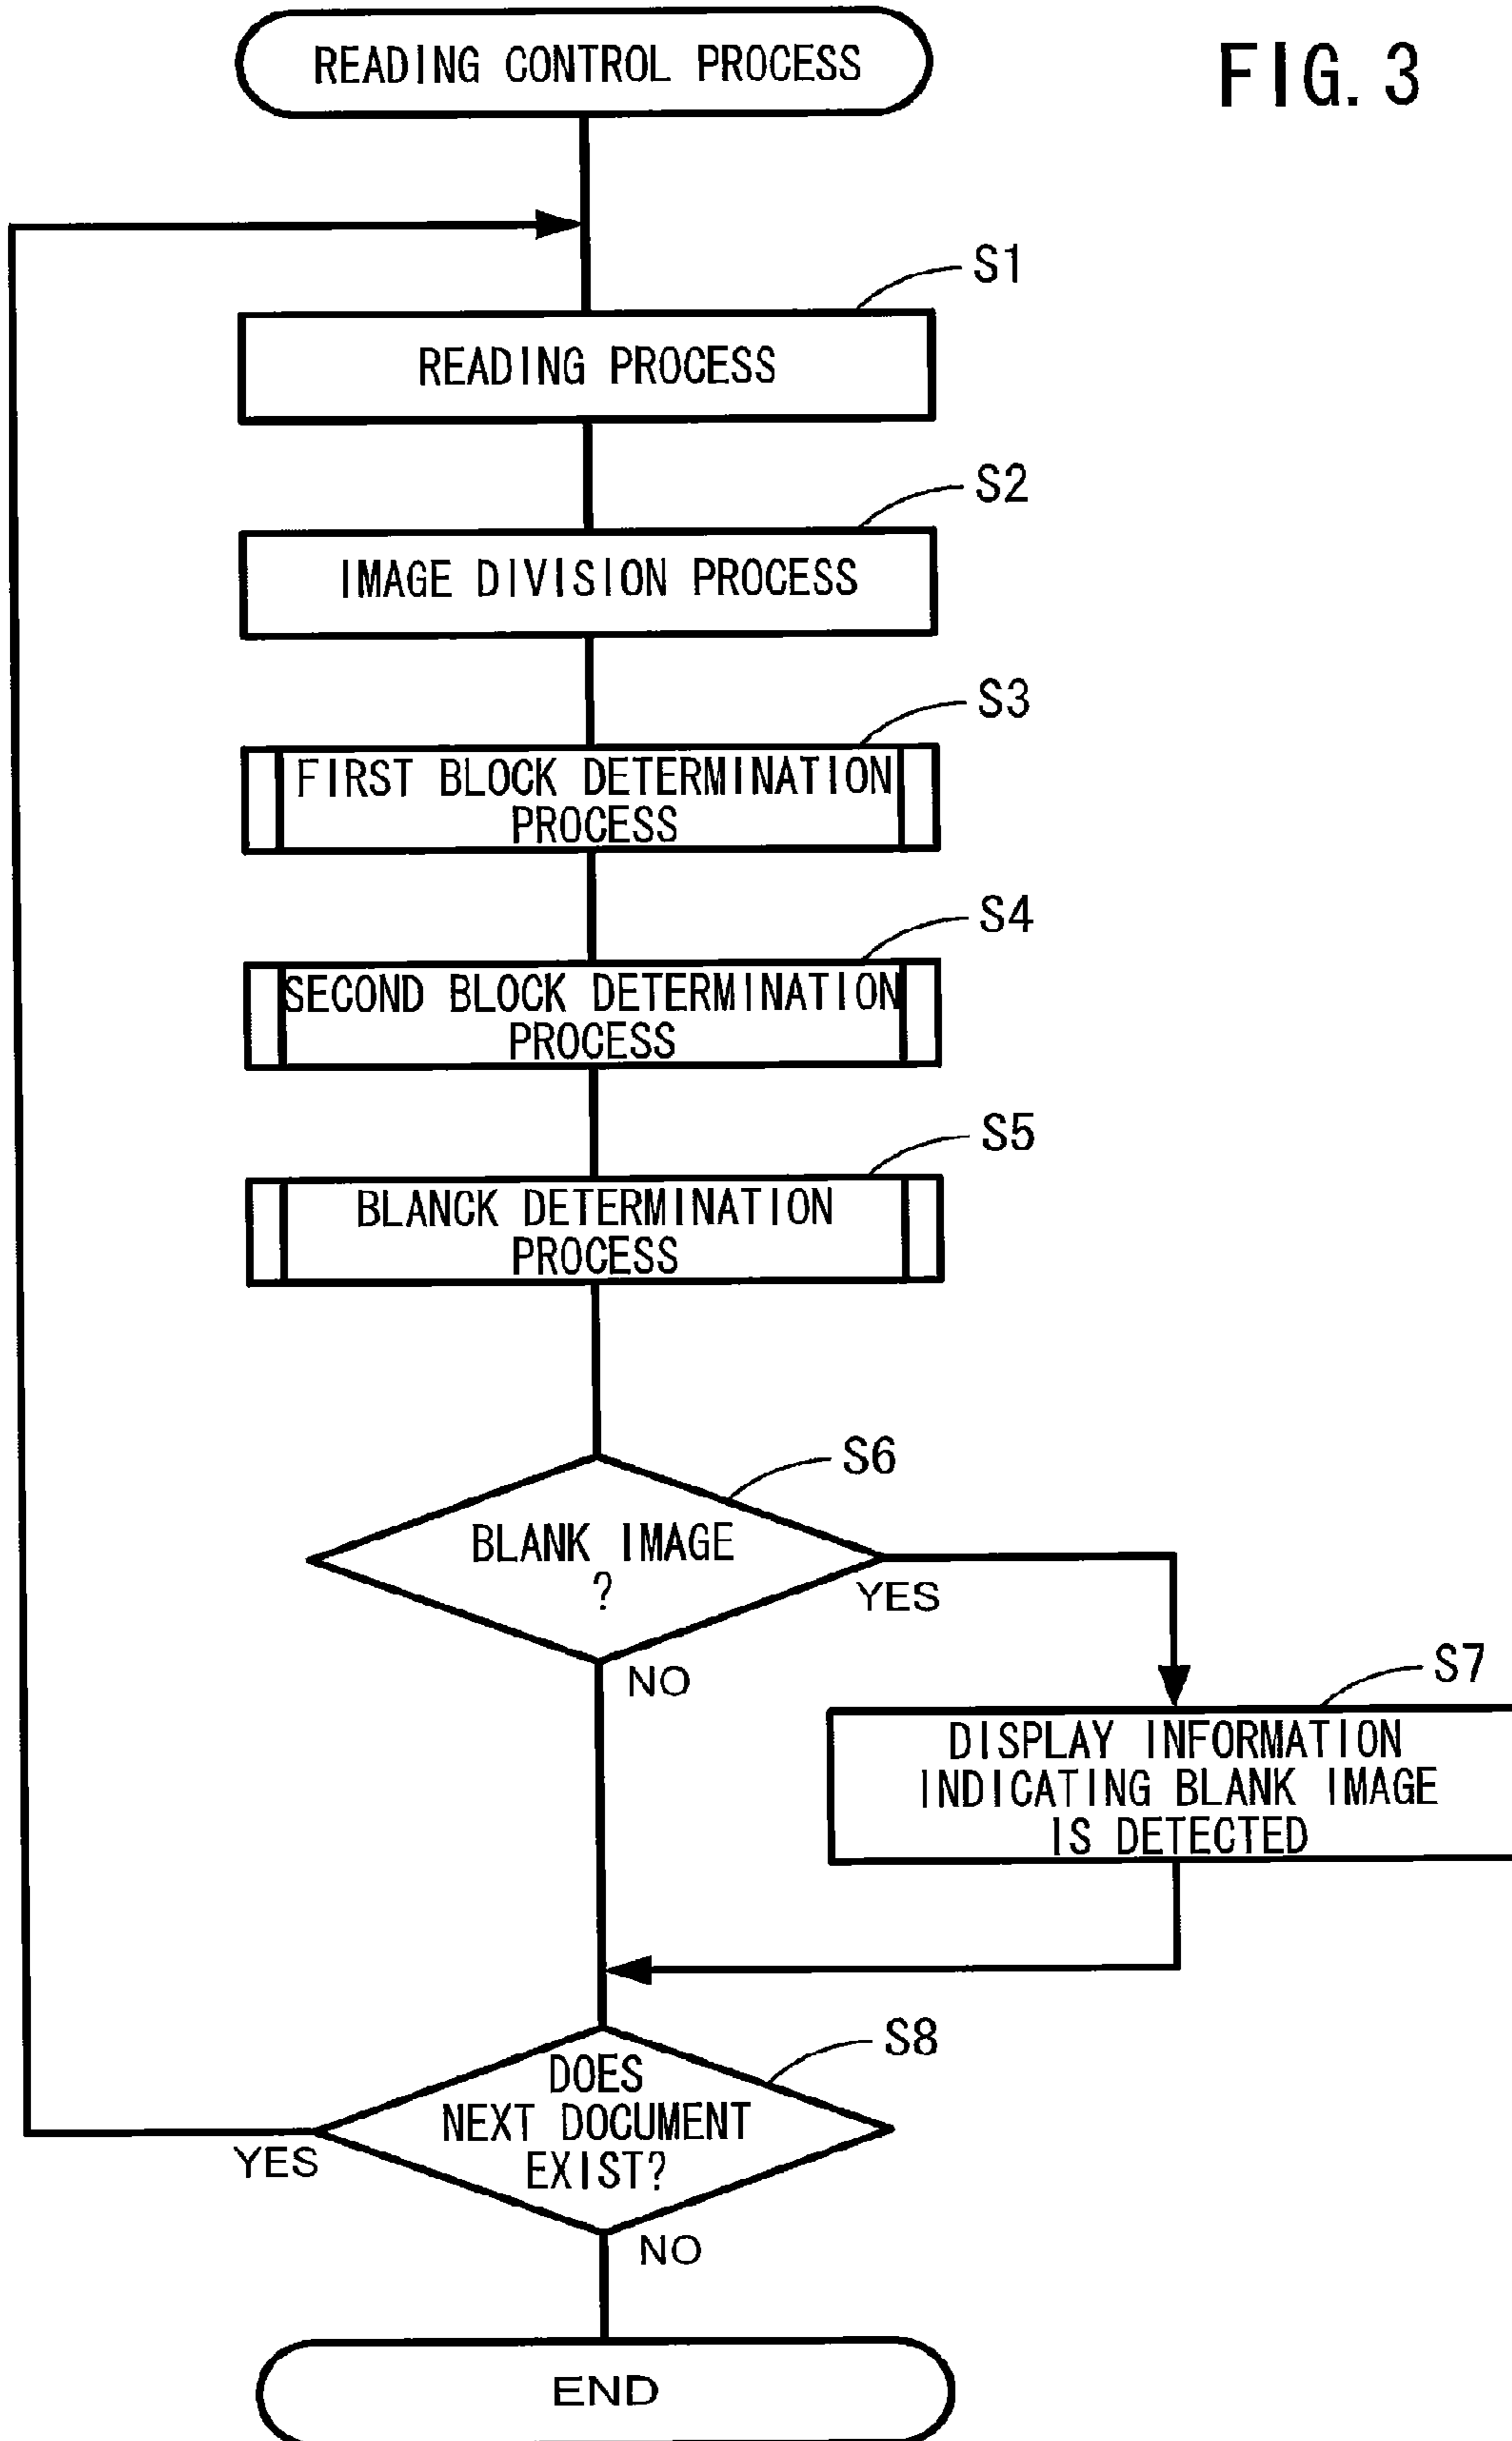 READING CONTROL PROCESS
FIG. 3
S1
READING PROCESS
S2
IMAGE DIVISION PROCESS
S3
FIRST BLOCK DETERMINATION
PROCESS
S4
SECOND BLOCK DETERMINATION
PROCESS
S5
BLANCK DETERMINATION
PROCESS
S6
BLANK IMAGE
?
YES
NO
S7
DISPLAY INFORMATION
INDICATING BLANK IMAGE
IS DETECTED
S8
DOES
NEXT DOCUMENT
EXIST?
YES
NO
END